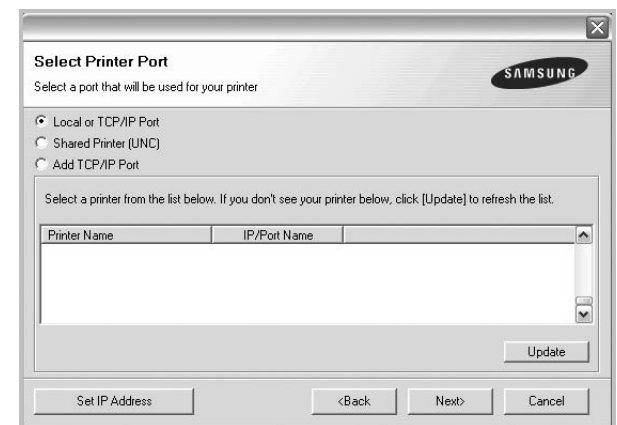 Select Printer Port
Select a port that will be used for your printer
SAMSUNG
Local or TCP/IP Port
Shared Printer (UNC)
Add TCP/IP Port
Select a printer from the list below. If you don't see your printer below, click [Update] to refresh the list.
Printer Name IP/Port Name
Update
Set IP Address <Back Next> Cancel